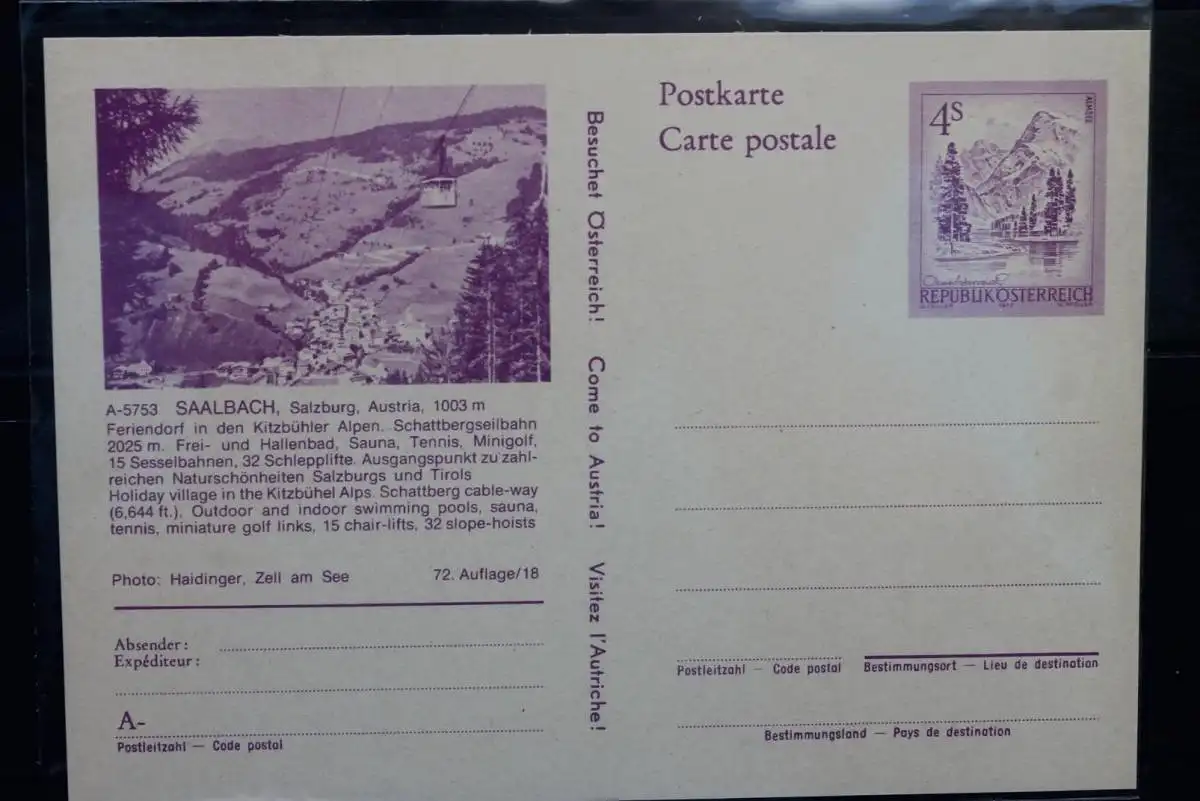 A-5753 SAALBACH, Salzburg, Austria, 1003 m
Feriendorf in den Kitzbühler Alpen. Schattbergseilbahn
2025 m. Frei- und Hallenbad, Sauna, Tennis, Minigolf,
15 Sesselbahnen, 32 Schlepplifte. Ausgangspunkt zu zahl-
reichen Naturschönheiten Salzburgs und Tirols
Holiday village in the Kitzbühel Alps. Schattberg cable-way
(6,644 ft.). Outdoor and indoor swimming pools, sauna,
tennis, miniature golf links, 15 chair-lifts, 32 slope-hoists
Photo: Haidinger, Zell am See 72. Auflage/18
Absender:
Expéditeur:
A-
Postleitzahl — Code postal
Besuchet Österreich! Come to Austria! Visitez l'Autriche!
Postkarte
Carte postale
4S
ALMSEE
REPUBLIK ÖSTERREICH
Postleitzahl — Code postal Bestimmungsort — Lieu de destination
Bestimmungsland — Pays de destination